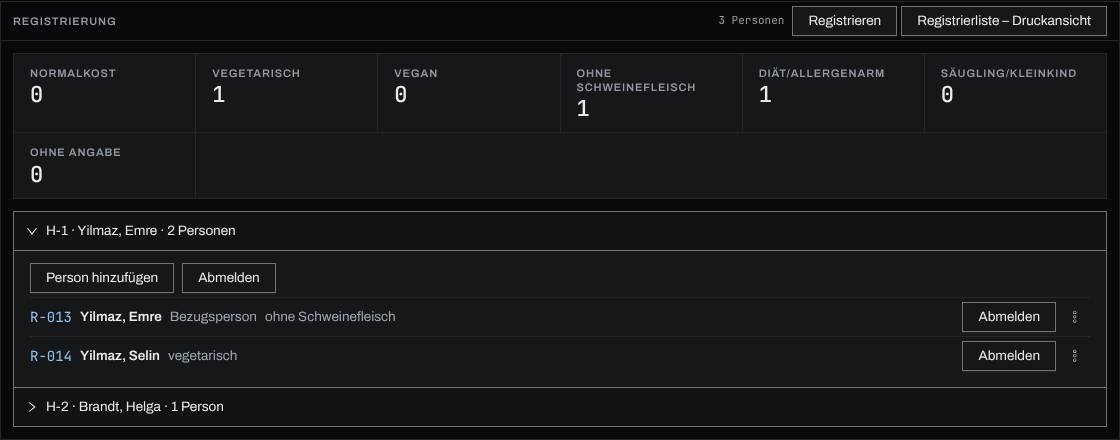 REGISTRIERUNG
3 Personen
Registrieren
Registrierliste – Druckansicht
NORMALKOST
0
VEGETARISCH
1
VEGAN
0
OHNE
SCHWEINEFLEISCH
1
DIÄT/ALLERGENARM
1
SÄUGLING/KLEINKIND
0
OHNE ANGABE
0
H-1 · Yilmaz, Emre · 2 Personen
Person hinzufügen
Abmelden
R-013 Yilmaz, Emre Bezugsperson ohne Schweinefleisch
Abmelden
R-014 Yilmaz, Selin vegetarisch
Abmelden
H-2 · Brandt, Helga · 1 Person